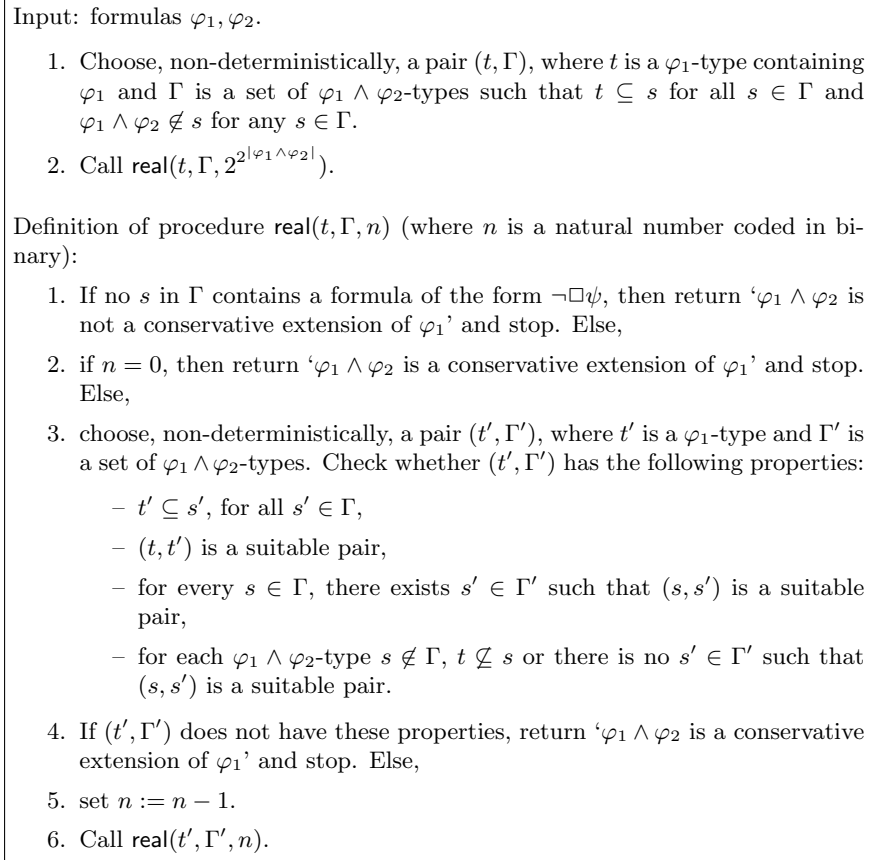 Input: formulas φ₁, φ₂.
1. Choose, non-deterministically, a pair (t, Γ), where t is a φ₁-type containing
φ₁ and Γ is a set of φ₁ ∧ φ₂-types such that t ⊆ s for all s ∈ Γ and
φ₁ ∧ φ₂ ∉ s for any s ∈ Γ.
2. Call real(t, Γ, 2^{2^{|φ₁∧φ₂|}}).
Definition of procedure real(t, Γ, n) (where n is a natural number coded in bi-
nary):
1. If no s in Γ contains a formula of the form ¬□ψ, then return ‘φ₁ ∧ φ₂ is
not a conservative extension of φ₁’ and stop. Else,
2. if n = 0, then return ‘φ₁ ∧ φ₂ is a conservative extension of φ₁’ and stop.
Else,
3. choose, non-deterministically, a pair (t′, Γ′), where t′ is a φ₁-type and Γ′ is
a set of φ₁ ∧ φ₂-types. Check whether (t′, Γ′) has the following properties:
– t′ ⊆ s′, for all s′ ∈ Γ,
– (t, t′) is a suitable pair,
– for every s ∈ Γ, there exists s′ ∈ Γ′ such that (s, s′) is a suitable
pair,
– for each φ₁ ∧ φ₂-type s ∉ Γ, t ⊈ s or there is no s′ ∈ Γ′ such that
(s, s′) is a suitable pair.
4. If (t′, Γ′) does not have these properties, return ‘φ₁ ∧ φ₂ is a conservative
extension of φ₁’ and stop. Else,
5. set n := n − 1.
6. Call real(t′, Γ′, n).